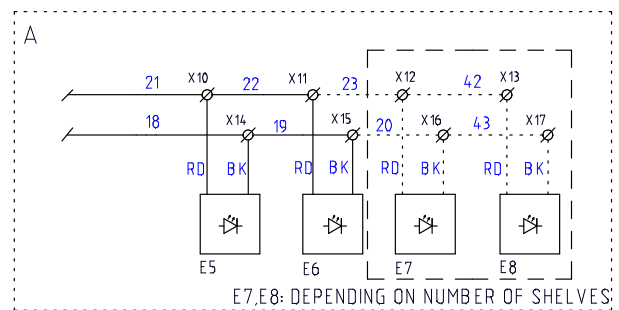 A
21 X10 22 X11 23 X12 42 X13
18 X14 19 X15 20 X16 43 X17
RD BK RD BK RD BK RD BK
E5 E6 E7 E8
E7,E8: DEPENDING ON NUMBER OF SHELVES